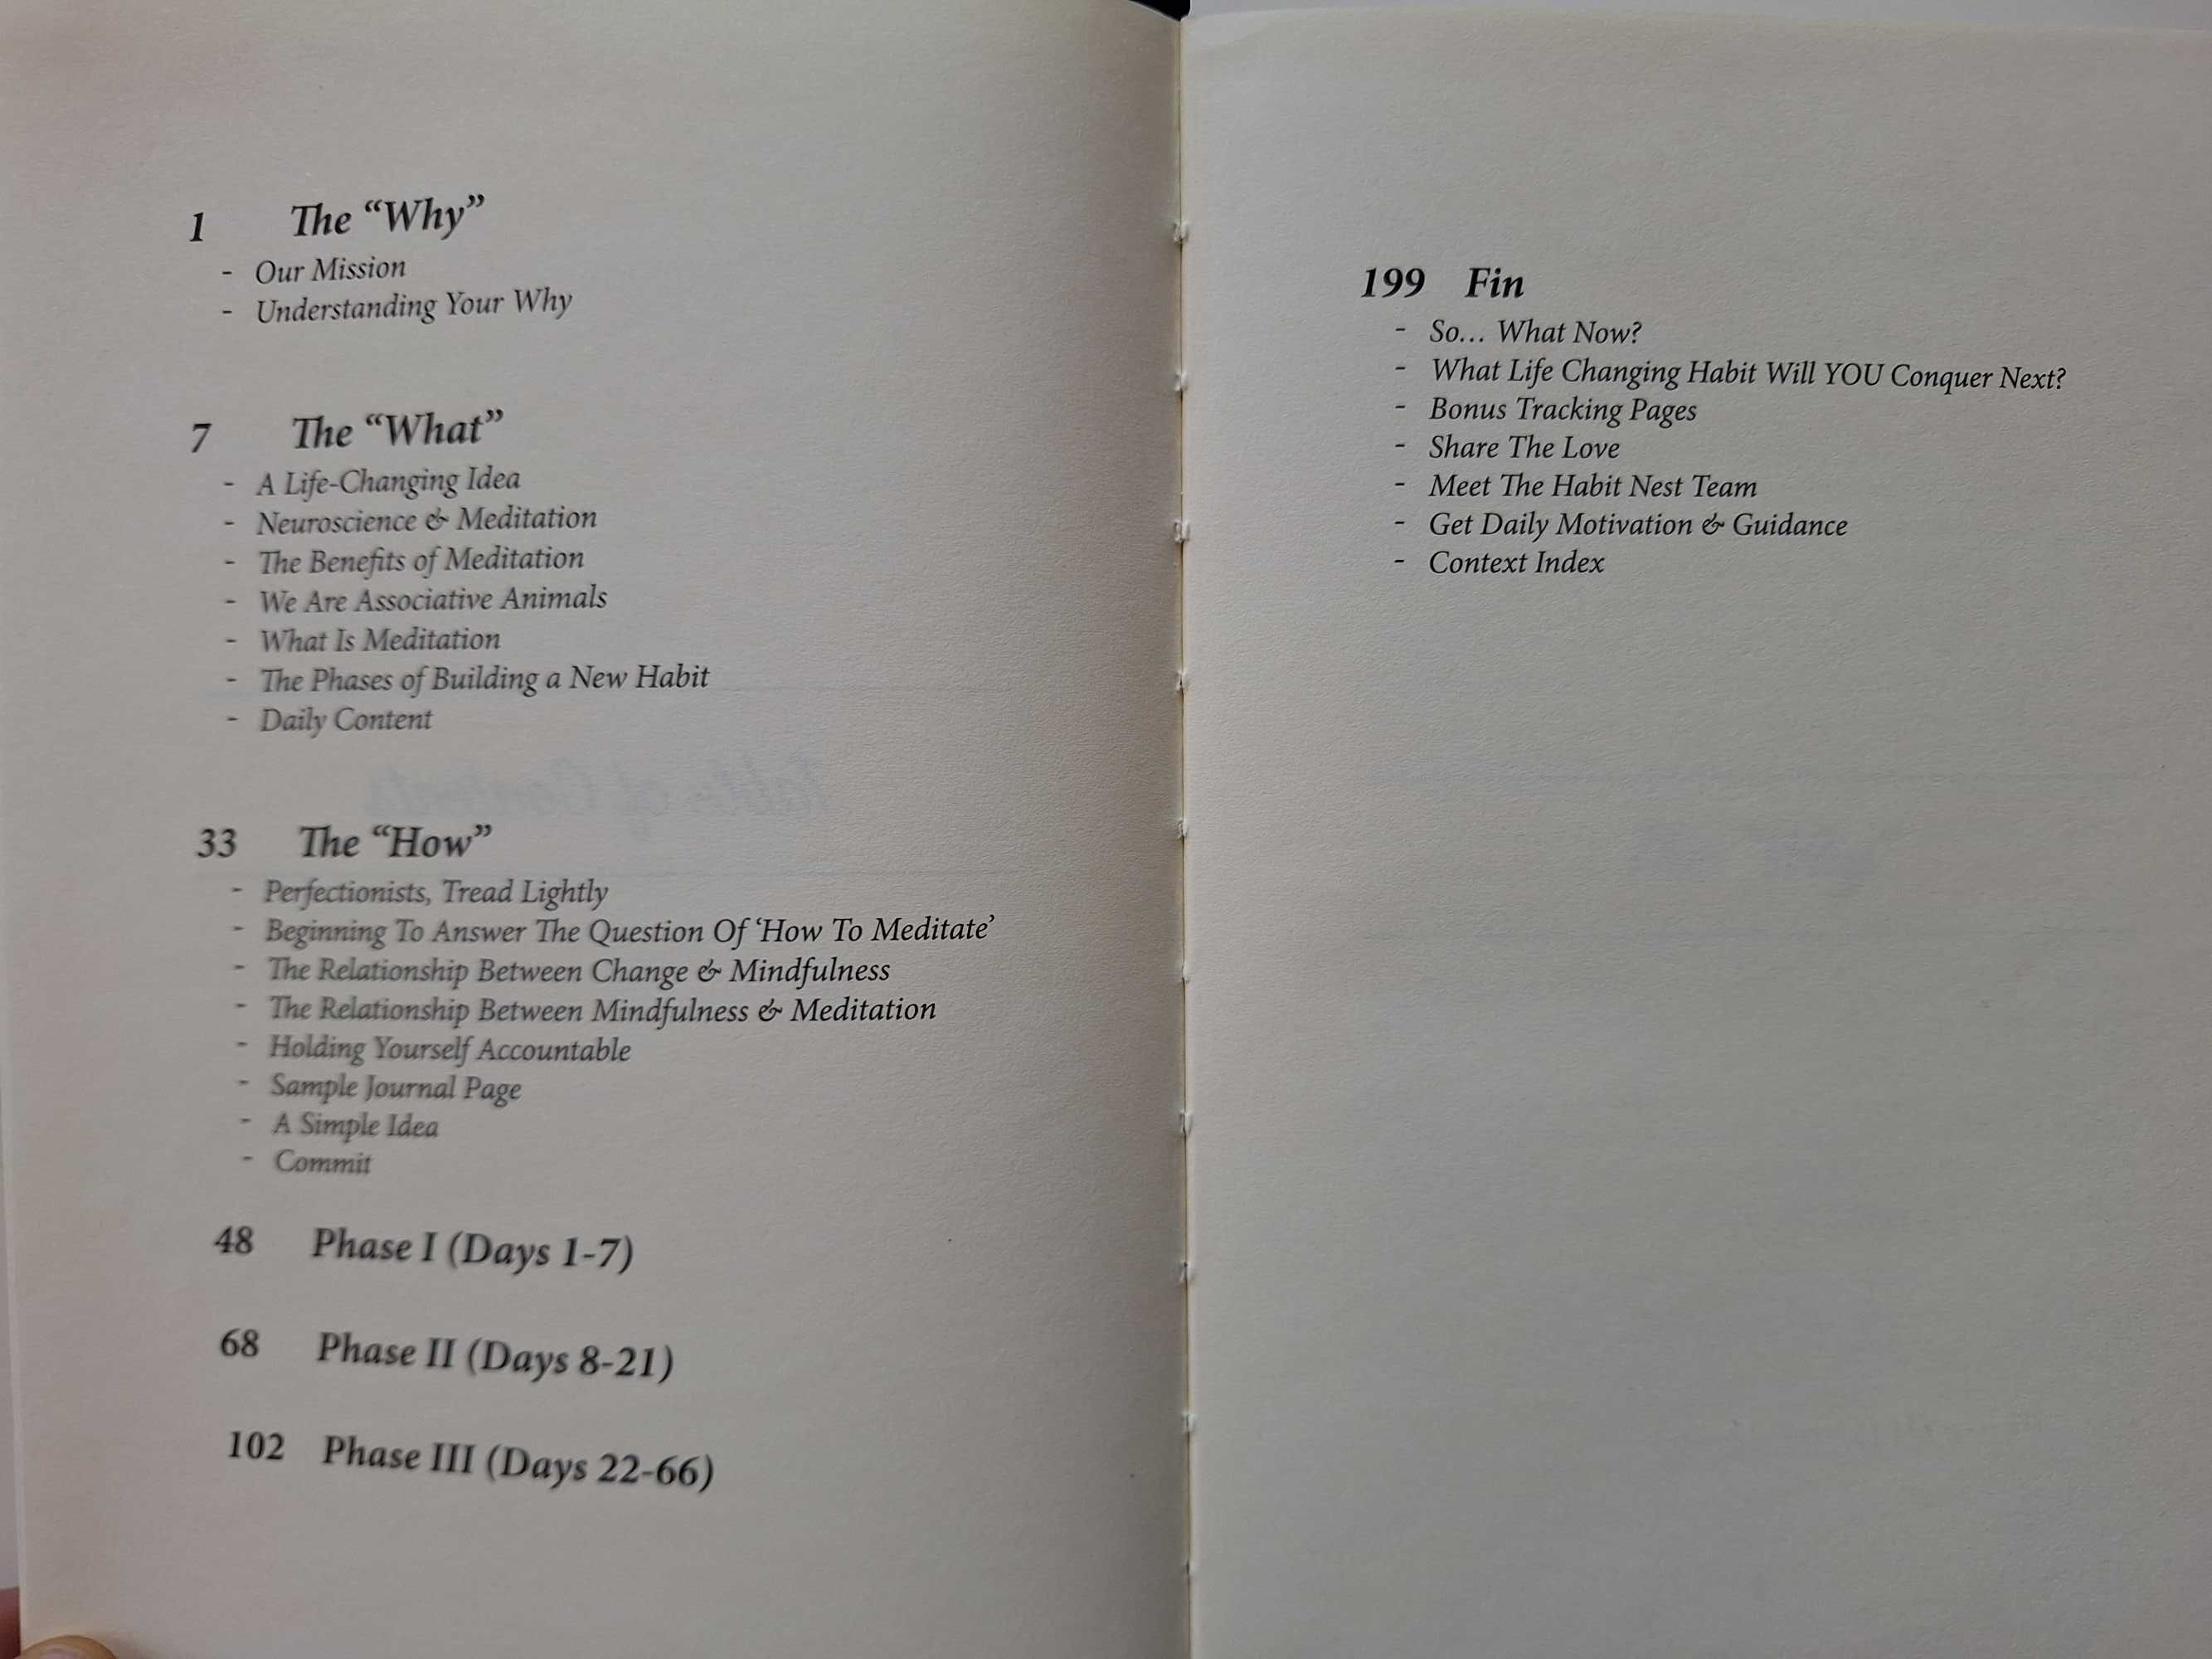 1 The “Why”
- Our Mission
- Understanding Your Why
7 The “What”
- A Life-Changing Idea
- Neuroscience & Meditation
- The Benefits of Meditation
- We Are Associative Animals
- What Is Meditation
- The Phases of Building a New Habit
- Daily Content
33 The “How”
- Perfectionists, Tread Lightly
- Beginning To Answer The Question Of ‘How To Meditate’
- The Relationship Between Change & Mindfulness
- The Relationship Between Mindfulness & Meditation
- Holding Yourself Accountable
- Sample Journal Page
- A Simple Idea
- Commit
48 Phase I (Days 1-7)
68 Phase II (Days 8-21)
102 Phase III (Days 22-66)
199 Fin
- So… What Now?
- What Life Changing Habit Will YOU Conquer Next?
- Bonus Tracking Pages
- Share The Love
- Meet The Habit Nest Team
- Get Daily Motivation & Guidance
- Context Index